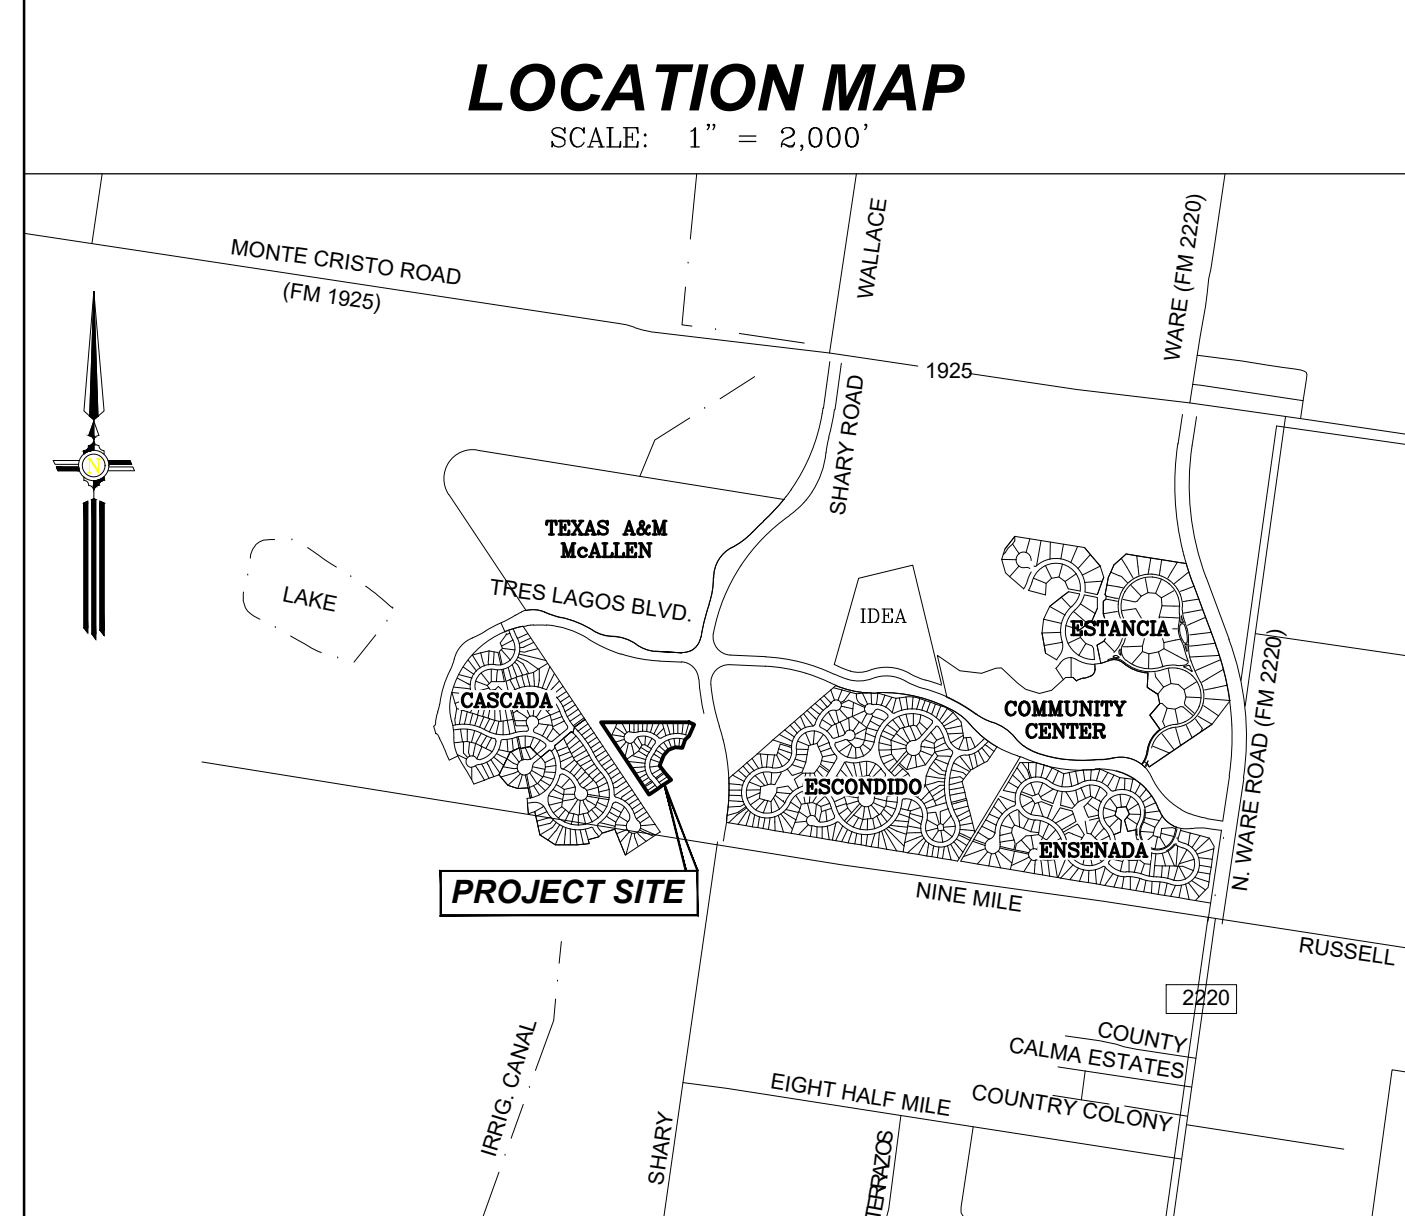 LOCATION MAP
SCALE: 1" = 2,000'
WALLACE
WARE (FM 2220)
MONTE CRISTO ROAD
(FM 1925)
1925
SHARY ROAD
N
TEXAS A&M
McALLEN
TRES LAGOS BLVD.
LAKE
IDEA
ESTANCIA
CASCADA
COMMUNITY
CENTER
N. WARE ROAD (FM 2220)
ESCONDIDO
ENSENADA
PROJECT SITE
NINE MILE
RUSSELL
2220
COUNTY
CALMA ESTATES
IRRIG. CANAL
EIGHT HALF MILE
COUNTRY COLONY
SHARY
TERRAZOS